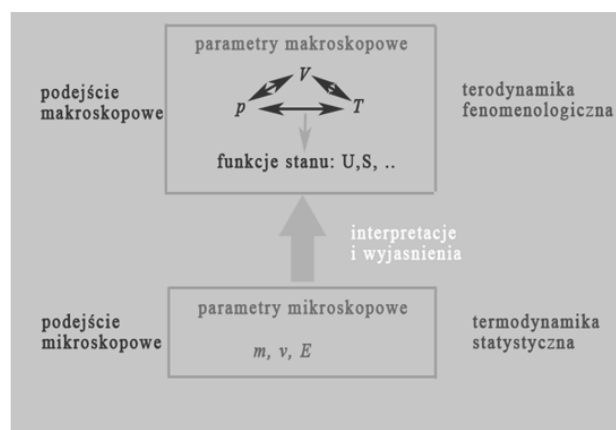 parametry makroskopowe
podejście
makroskopowe
V
p
T
terodynamika
fenomenologiczna
funkcje stanu: U,S, ..
interpretacje
i wyjasnienia
parametry mikroskopowe
podejście
mikroskopowe
m, v, E
termodynamika
statystyczna